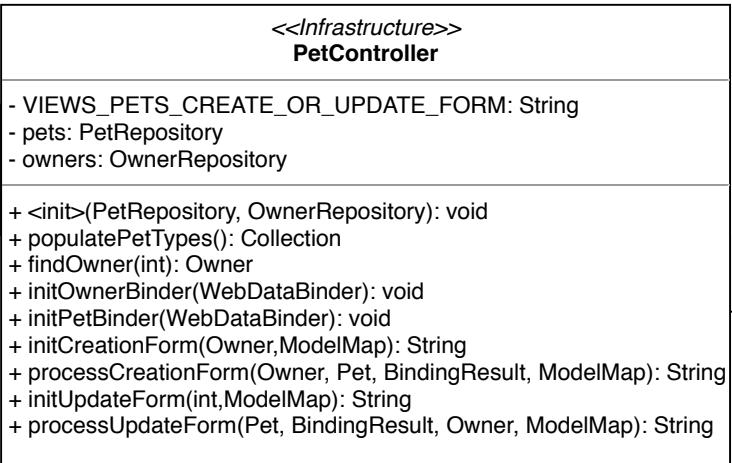 <<Infrastructure>>
PetController
- VIEWS_PETS_CREATE_OR_UPDATE_FORM: String
- pets: PetRepository
- owners: OwnerRepository
+ <init>(PetRepository, OwnerRepository): void
+ populatePetTypes(): Collection
+ findOwner(int): Owner
+ initOwnerBinder(WebDataBinder): void
+ initPetBinder(WebDataBinder): void
+ initCreationForm(Owner,ModelMap): String
+ processCreationForm(Owner, Pet, BindingResult, ModelMap): String
+ initUpdateForm(int,ModelMap): String
+ processUpdateForm(Pet, BindingResult, Owner, ModelMap): String